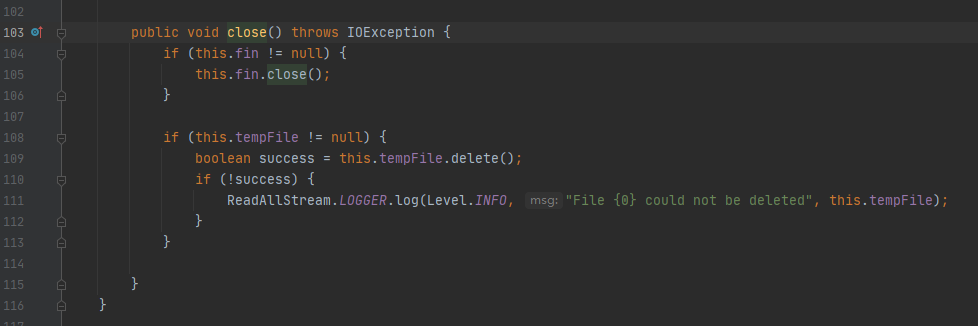 102
103 public void close() throws IOException {
104 if (this.fin != null) {
105 this.fin.close();
106 }
107
108 if (this.tempFile != null) {
109 boolean success = this.tempFile.delete();
110 if (!success) {
111 ReadAllStream.LOGGER.log(Level.INFO, msg: "File {0} could not be deleted", this.tempFile);
112 }
113 }
114
115 }
116 }
117